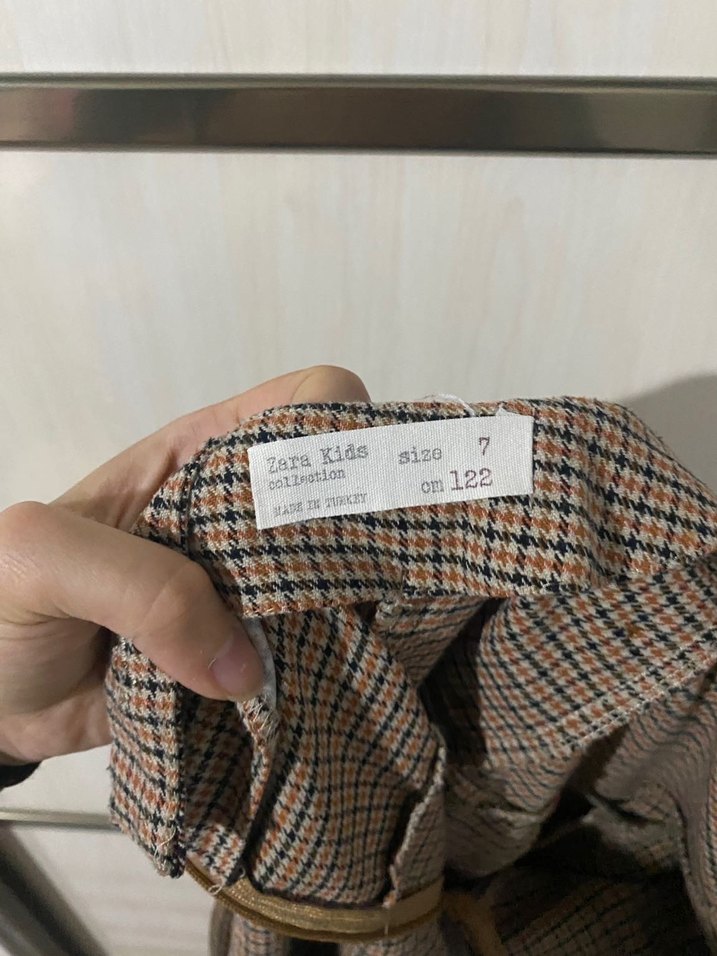 Zara Kids
collection
MADE IN TURKEY
size 7
cm 122